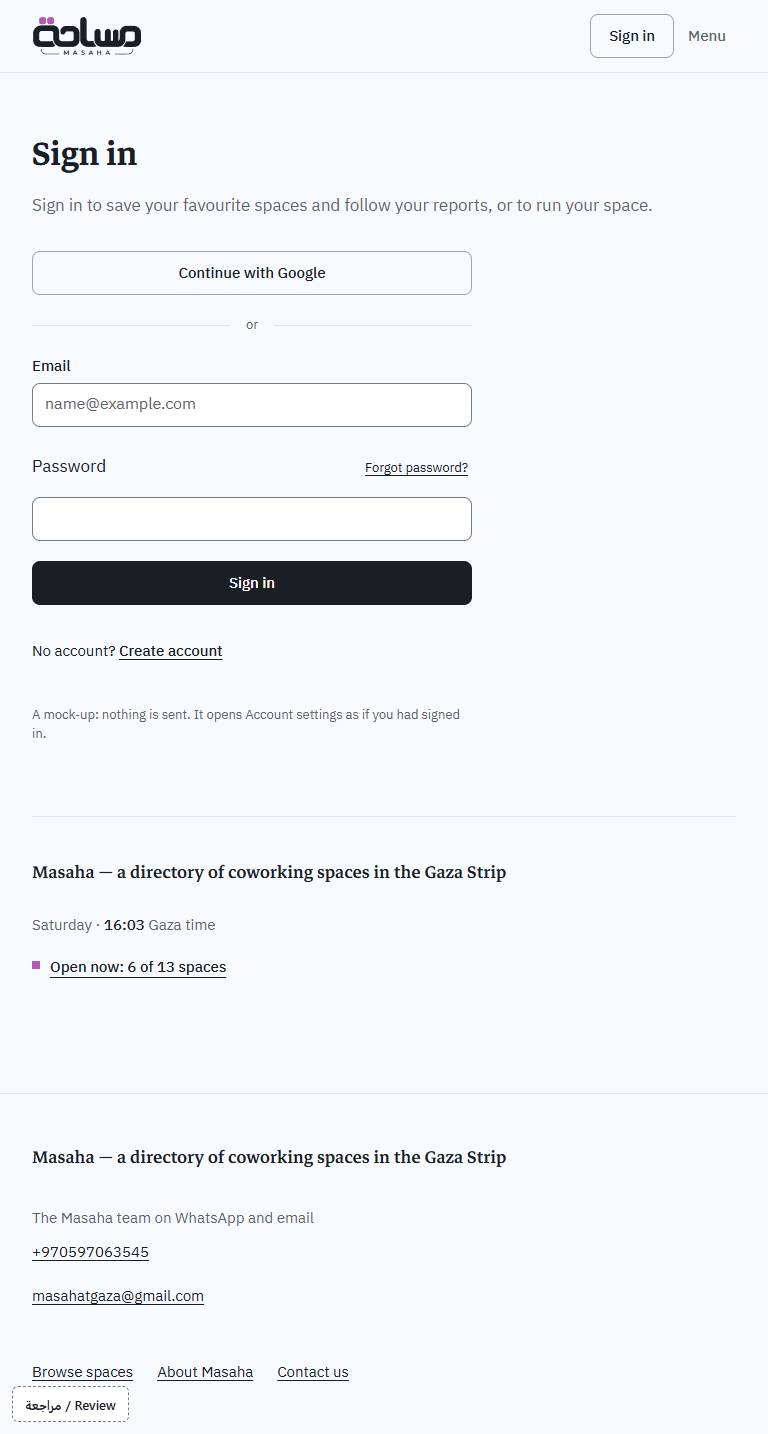 مساحة
MASAHA
Sign in
Menu
Sign in
Sign in to save your favourite spaces and follow your reports, or to run your space.
Continue with Google
or
Email
name@example.com
Password
Forgot password?
Sign in
No account? Create account
A mock-up: nothing is sent. It opens Account settings as if you had signed
in.
Masaha — a directory of coworking spaces in the Gaza Strip
Saturday · 16:03 Gaza time
Open now: 6 of 13 spaces
Masaha — a directory of coworking spaces in the Gaza Strip
The Masaha team on WhatsApp and email
+970597063545
masahatgaza@gmail.com
Browse spaces
About Masaha
Contact us
مراجعة / Review